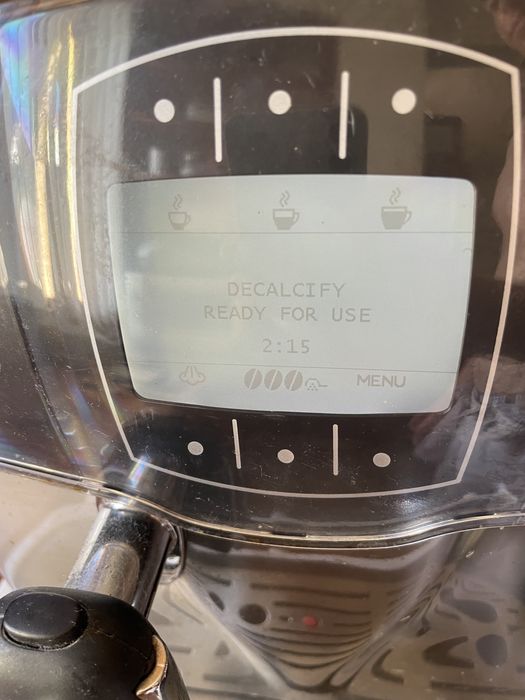 DECALCIFY
READY FOR USE
2:15
MENU